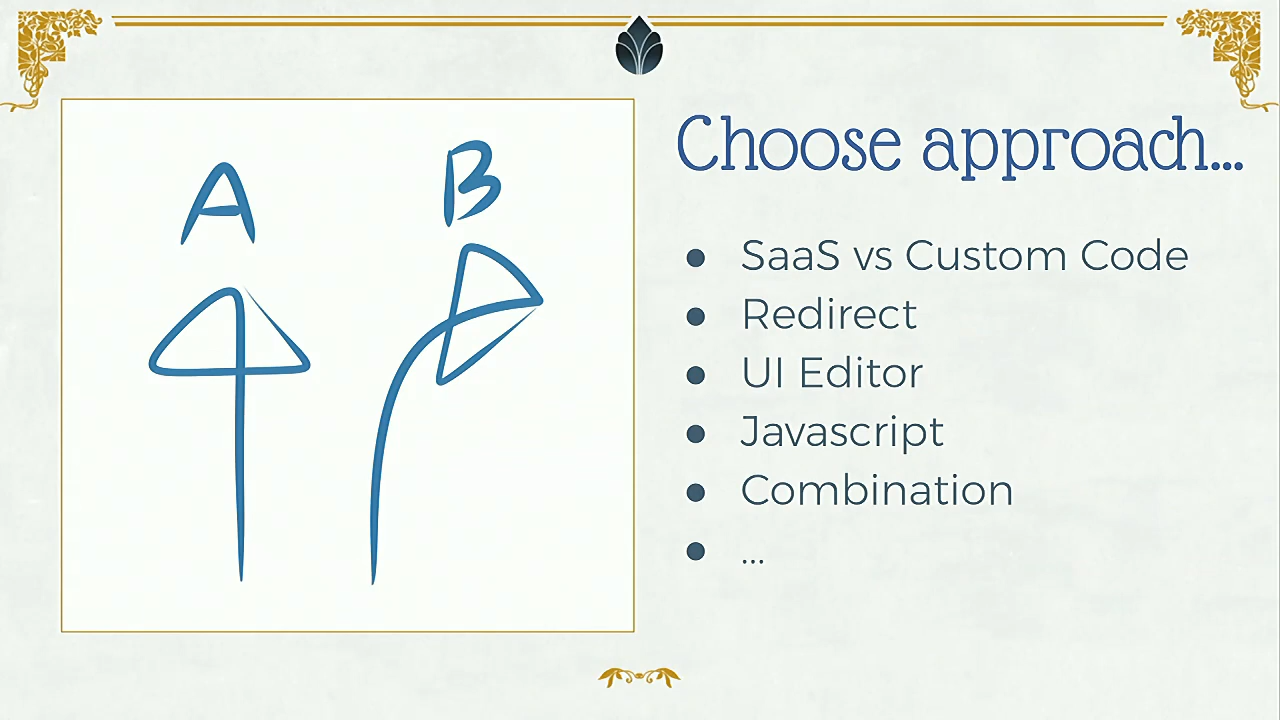 A
B
Choose approach...
● SaaS vs Custom Code
● Redirect
● UI Editor
● Javascript
● Combination
● ...